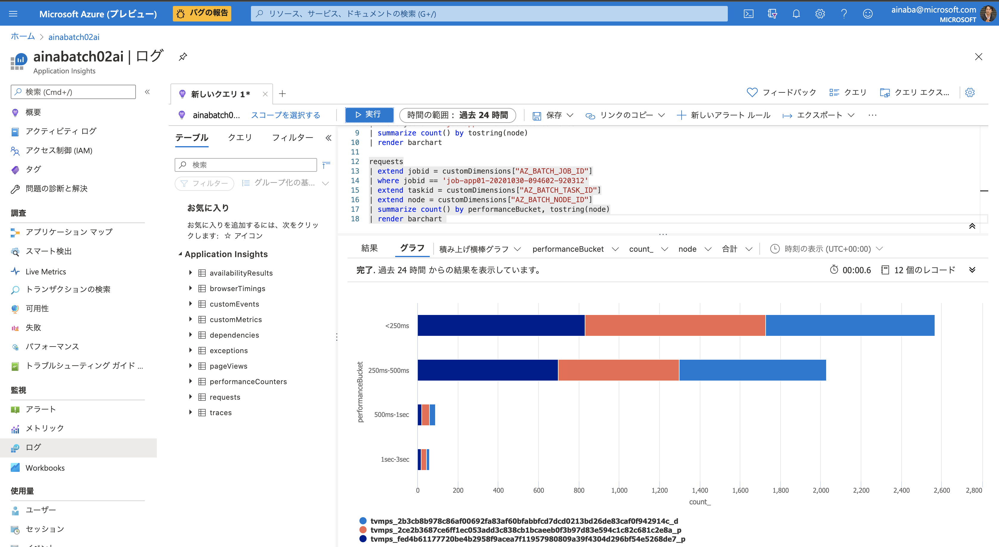 Microsoft Azure (プレビュー)
バグの報告
リソース、サービス、ドキュメントの検索 (G+/)
ainaba@microsoft.com
MICROSOFT
ホーム > ainabatch02ai
ainabatch02ai | ログ
Application Insights
検索 (Cmd+/)
概要
アクティビティ ログ
アクセス制御 (IAM)
タグ
問題の診断と解決
調査
アプリケーション マップ
スマート検出
Live Metrics
トランザクションの検索
可用性
失敗
パフォーマンス
トラブルシューティング ガイド ...
監視
アラート
メトリック
ログ
Workbooks
使用量
ユーザー
セッション
新しいクエリ 1*
フィードバック
クエリ
クエリ エクス...
ainabatch0...
スコープを選択する
実行
時間の範囲 : 過去 24 時間
保存
リンクのコピー
新しいアラート ルール
エクスポート
テーブル
クエリ
フィルター
検索
フィルター
グループ化の基...
お気に入り
お気に入りを追加するには、次をクリッ
クします: ☆ アイコン
Application Insights
availabilityResults
browserTimings
customEvents
customMetrics
dependencies
exceptions
pageViews
performanceCounters
requests
traces
9 | summarize count() by tostring(node)
10 | render barchart
11
12 requests
13 | extend jobid = customDimensions["AZ_BATCH_JOB_ID"]
14 | where jobid == 'job-app01-20201030-094602-920312'
15 | extend taskid = customDimensions["AZ_BATCH_TASK_ID"]
16 | extend node = customDimensions["AZ_BATCH_NODE_ID"]
17 | summarize count() by performanceBucket, tostring(node)
18 | render barchart
結果
グラフ
積み上げ横棒グラフ
performanceBucket
count_
node
合計
時刻の表示 (UTC+00:00)
完了. 過去 24 時間 からの結果を表示しています。
00:00.6
12 個のレコード
performanceBucket
<250ms
250ms-500ms
500ms-1sec
1sec-3sec
0 200 400 600 800 1,000 1,200 1,400 1,600 1,800 2,000 2,200 2,400 2,600 2,800
count_
tvmps_2b3cb8b978c86af00692fa83af60bfabbfcd7dcd0213bd26de83caf0f942914c_d
tvmps_2ce2b3687ce6ff1ec053add3c838cb1bcaeeb0f3b97d83e594c1c82c681c2e8a_p
tvmps_fed4b61177720be4b2958f9acea7f11957980809a39f4304d296bf54e5268de7_p